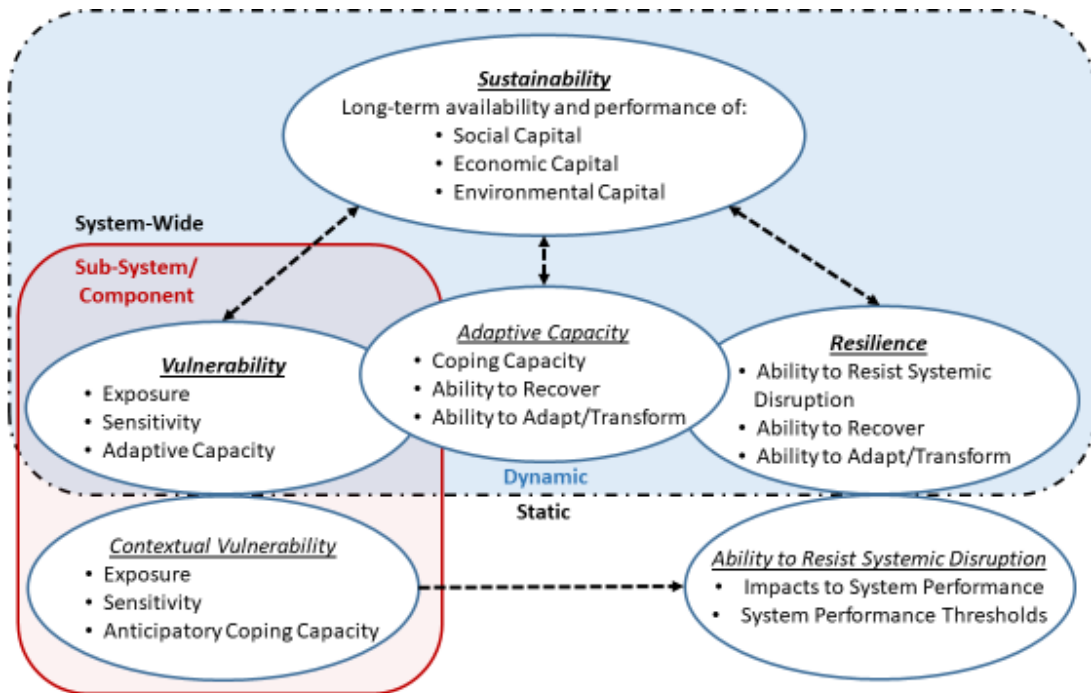 Sustainability
Long-term availability and performance of:
• Social Capital
• Economic Capital
• Environmental Capital
System-Wide
Sub-System/
Component
Vulnerability
• Exposure
• Sensitivity
• Adaptive Capacity
Adaptive Capacity
• Coping Capacity
• Ability to Recover
• Ability to Adapt/Transform
Resilience
• Ability to Resist Systemic
Disruption
• Ability to Recover
• Ability to Adapt/Transform
Dynamic
Static
Contextual Vulnerability
• Exposure
• Sensitivity
• Anticipatory Coping Capacity
Ability to Resist Systemic Disruption
• Impacts to System Performance
• System Performance Thresholds